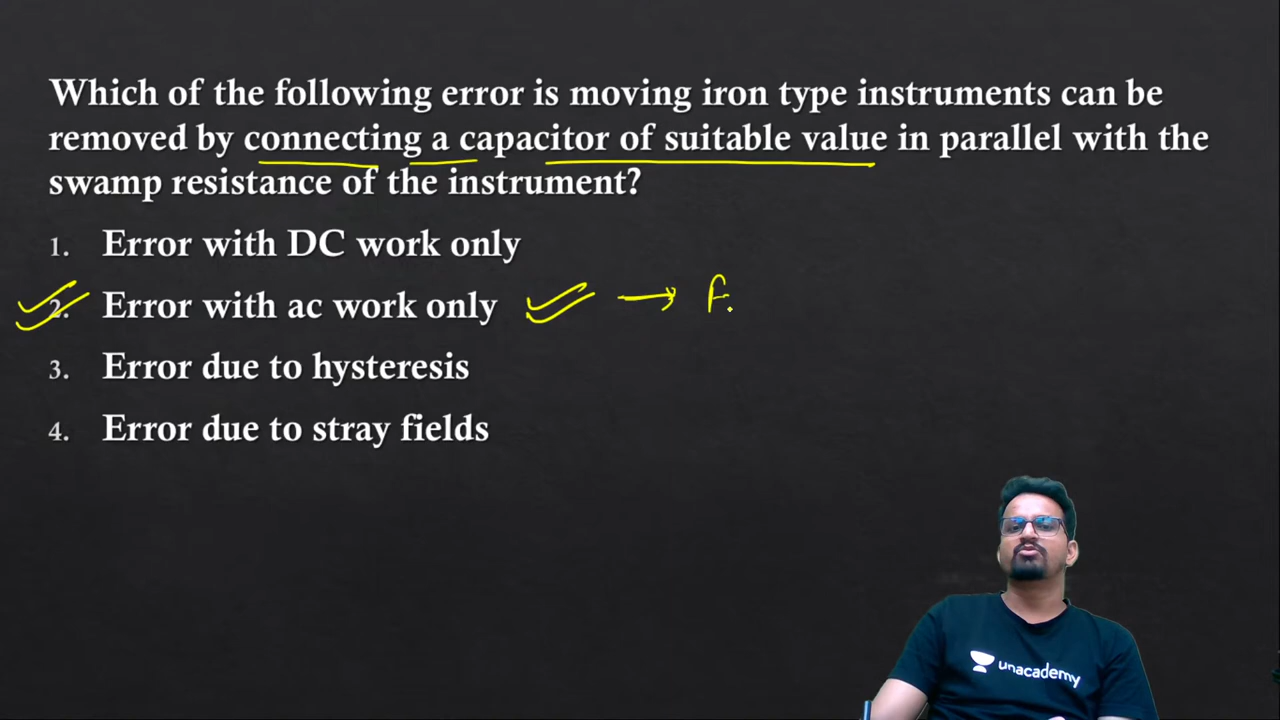 Which of the following error is moving iron type instruments can be
removed by connecting a capacitor of suitable value in parallel with the
swamp resistance of the instrument?
1. Error with DC work only
2. Error with ac work only → f.
3. Error due to hysteresis
4. Error due to stray fields
unacademy